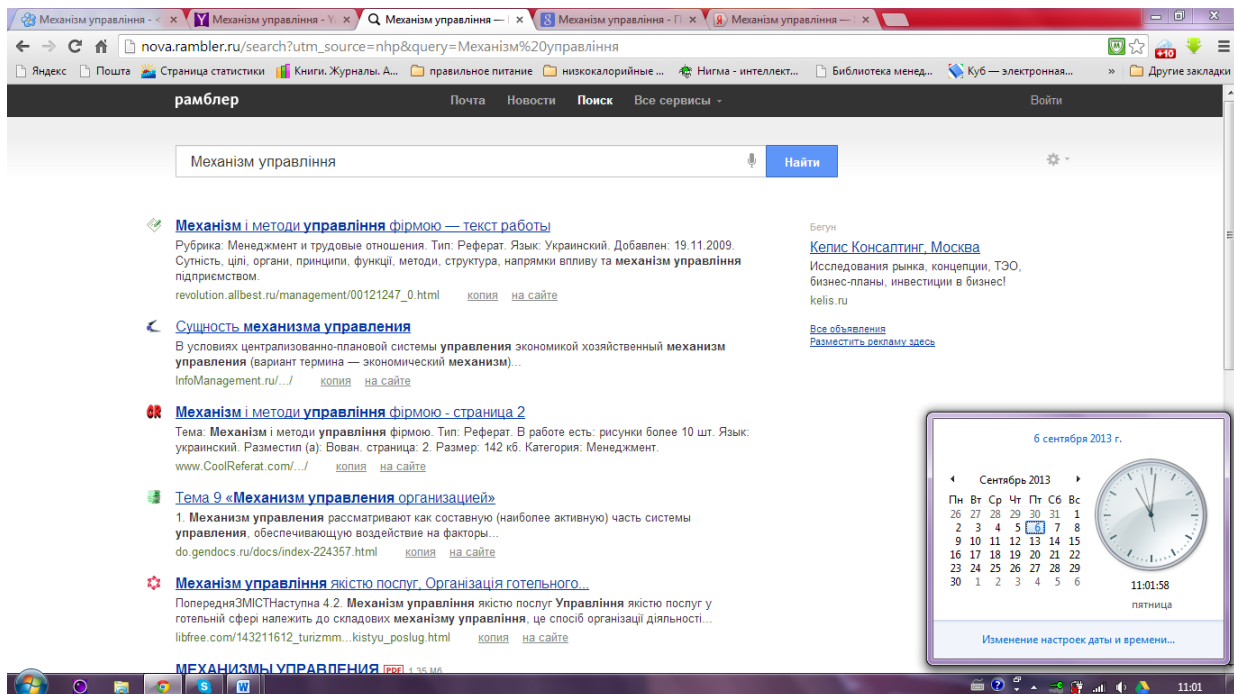 Механізм управління - <
Механізм управління - Y
Механізм управління —
Механізм управління - П
Механізм управління —
nova.rambler.ru/search?utm_source=nhp&query=Механізм%20управління
+10
Яндекс Пошта Страница статистики Книги. Журналы. А... правильное питание низкокалорийные ... Нигма - интеллект... Библиотека менед... Куб — электронная... » Другие закладки
рамблер Почта Новости Поиск Все сервисы Войти
Механізм управління Найти
Механізм і методи управління фірмою — текст работы
Рубрика: Менеджмент и трудовые отношения. Тип: Реферат. Язык: Украинский. Добавлен: 19.11.2009.
Сутність, цілі, органи, принципи, функції, методи, структура, напрямки впливу та механізм управління
підприємством.
revolution.allbest.ru/management/00121247_0.html копия на сайте
Сущность механизма управления
В условиях централизованно-плановой системы управления экономикой хозяйственный механизм
управления (вариант термина — экономический механизм)...
InfoManagement.ru/.../ копия на сайте
Механізм і методи управління фірмою - страница 2
Тема: Механізм і методи управління фірмою. Тип: Реферат. В работе есть: рисунки более 10 шт. Язык:
украинский. Разместил (а): Вован. страница: 2. Размер: 142 кб. Категория: Менеджмент.
www.CoolReferat.com/.../ копия на сайте
Тема 9 «Механизм управления организацией»
1. Механизм управления рассматривают как составную (наиболее активную) часть системы
управления, обеспечивающую воздействие на факторы...
do.gendocs.ru/docs/index-224357.html копия на сайте
Механізм управління якістю послуг, Організація готельного...
ПопередняЗМІСТНаступна 4.2. Механізм управління якістю послуг Управління якістю послуг у
готельній сфері належить до складових механізму управління, це спосіб організації діяльності...
libfree.com/143211612_turizmm...kistyu_poslug.html копия на сайте
МЕХАНИЗМЫ УПРАВЛЕНИЯ PDF 1,35 Мб
Бегун
Келис Консалтинг, Москва
Исследования рынка, концепции, ТЭО,
бизнес-планы, инвестиции в бизнес!
kelis.ru
Все объявления
Разместить рекламу здесь
6 сентября 2013 г.
Сентябрь 2013
Пн Вт Ср Чт Пт Сб Вс
26 27 28 29 30 31 1
2 3 4 5 6 7 8
9 10 11 12 13 14 15
16 17 18 19 20 21 22
23 24 25 26 27 28 29
30 1 2 3 4 5 6
11:01:58
пятница
Изменение настроек даты и времени...
11:01